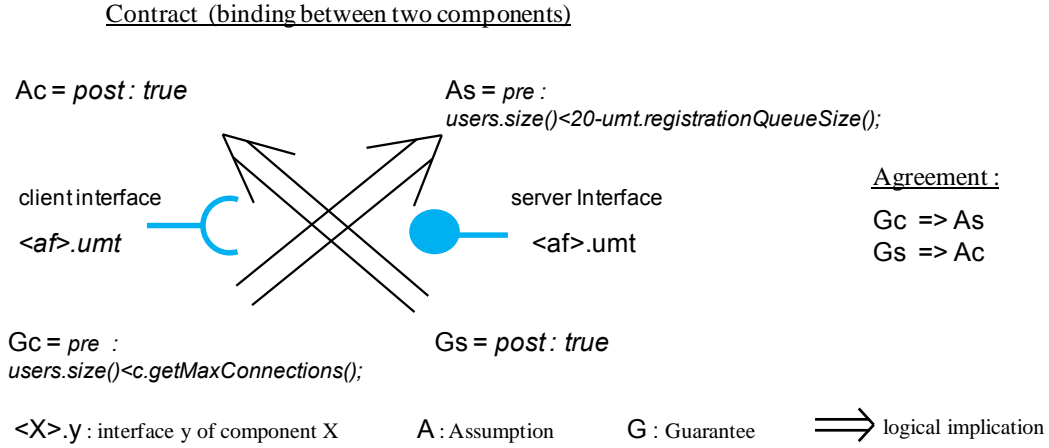 Contract (binding between two components)
Ac = post : true
As = pre :
users.size()<20-umt.registrationQueueSize();
client interface
<af>.umt
server Interface
<af>.umt
Agreement :
Gc => As
Gs => Ac
Gc = pre :
users.size()<c.getMaxConnections();
Gs = post : true
<X>.y : interface y of component X
A : Assumption
G : Guarantee
logical implication